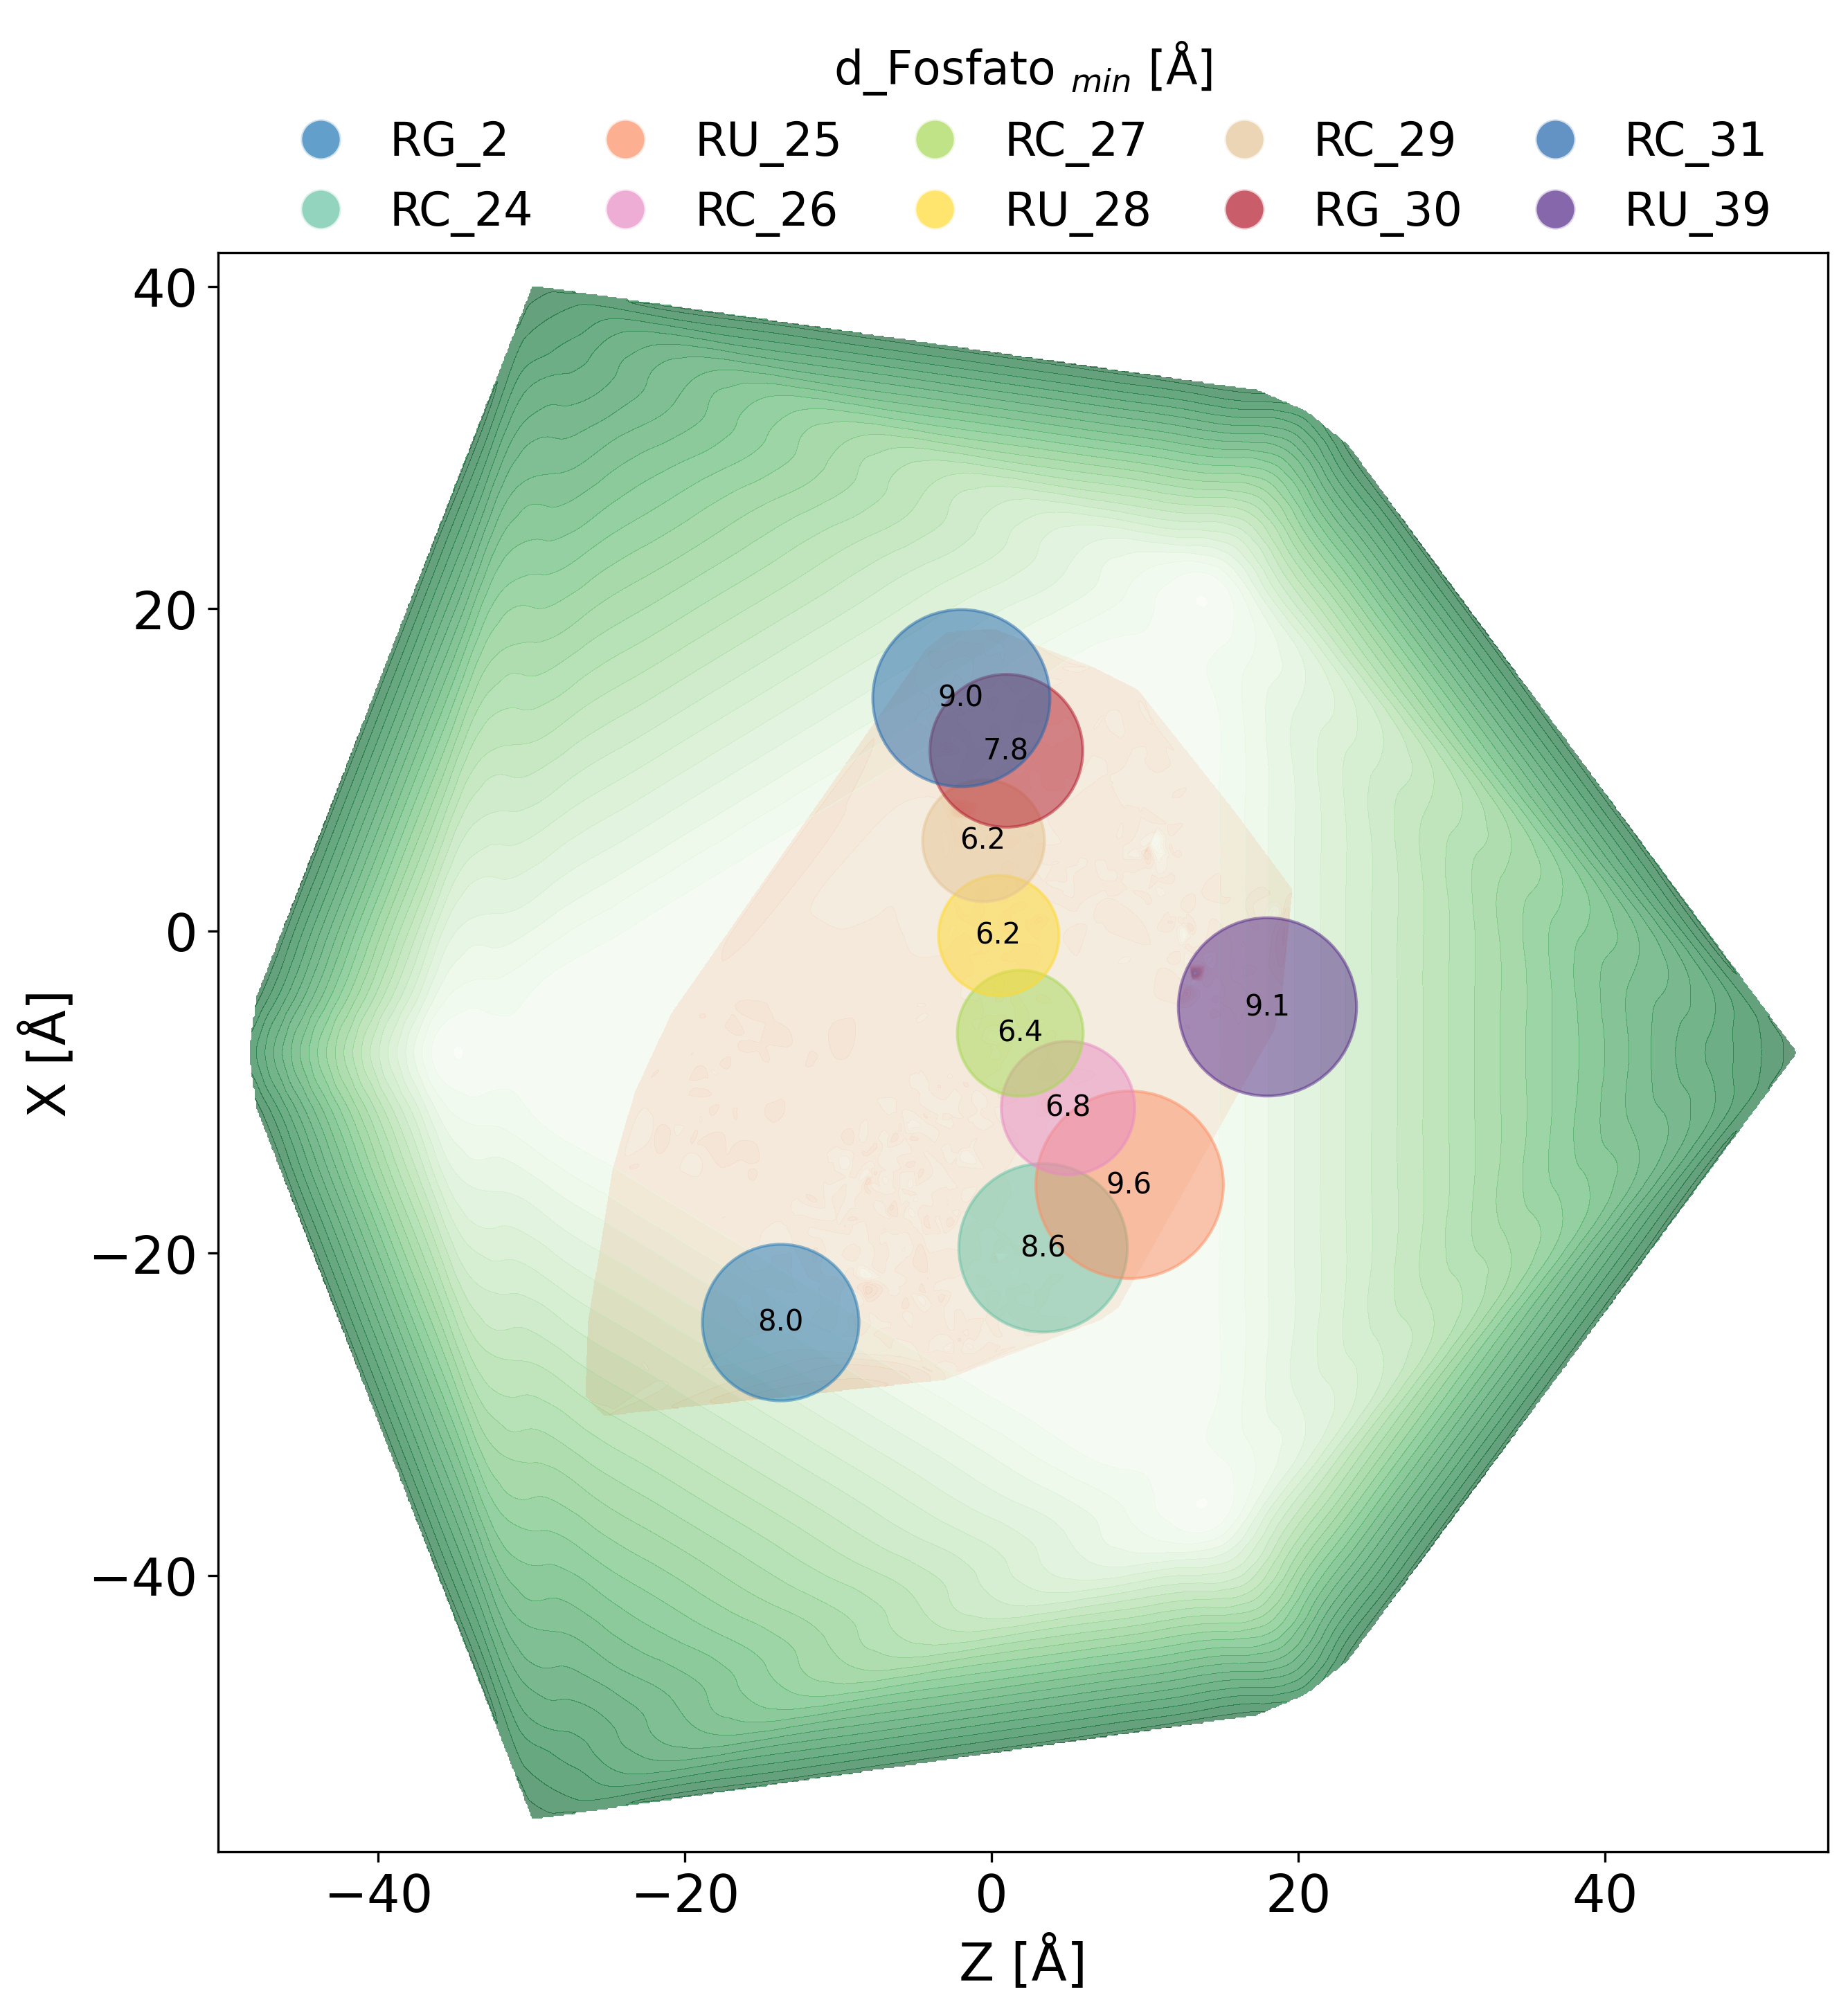 d_Fosfato min [Å]
RG_2 RU_25 RC_27 RC_29 RC_31
RC_24 RC_26 RU_28 RG_30 RU_39
40
20
0
−20
−40
X [Å]
9.0
7.8
6.2
6.2
9.1
6.4
6.8
9.6
8.6
8.0
−40 −20 0 20 40
Z [Å]